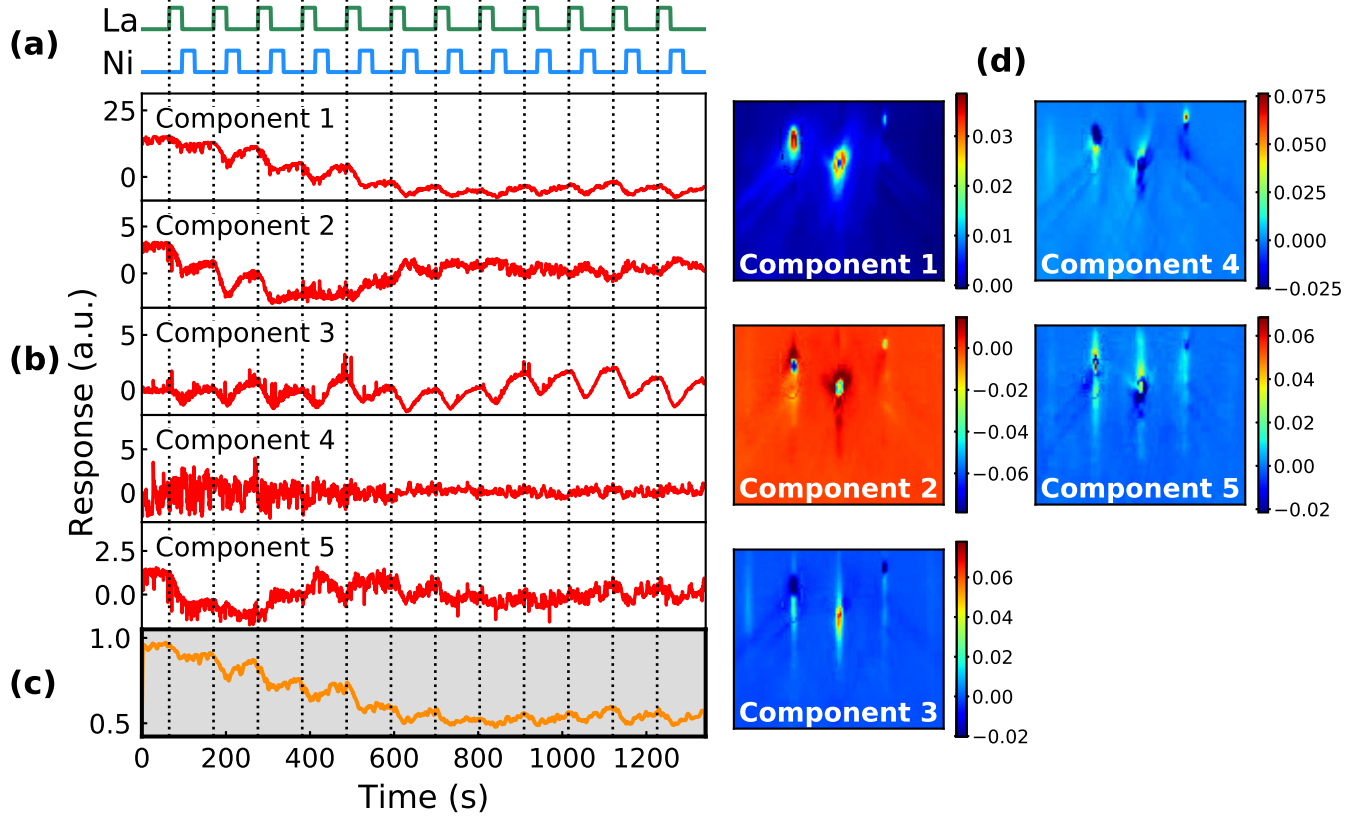 (a)
La
Ni
(b)
Response (a.u.)
25
0
Component 1
5
0
Component 2
5
0
Component 3
5
0
Component 4
2.5
0.0
Component 5
(c)
1.0
0.5
0 200 400 600 800 1000 1200
Time (s)
(d)
Component 1
0.03
0.02
0.01
0.00
Component 4
0.075
0.050
0.025
0.000
−0.025
Component 2
0.00
−0.02
−0.04
−0.06
Component 5
0.06
0.04
0.02
0.00
−0.02
Component 3
0.06
0.04
0.02
0.00
−0.02